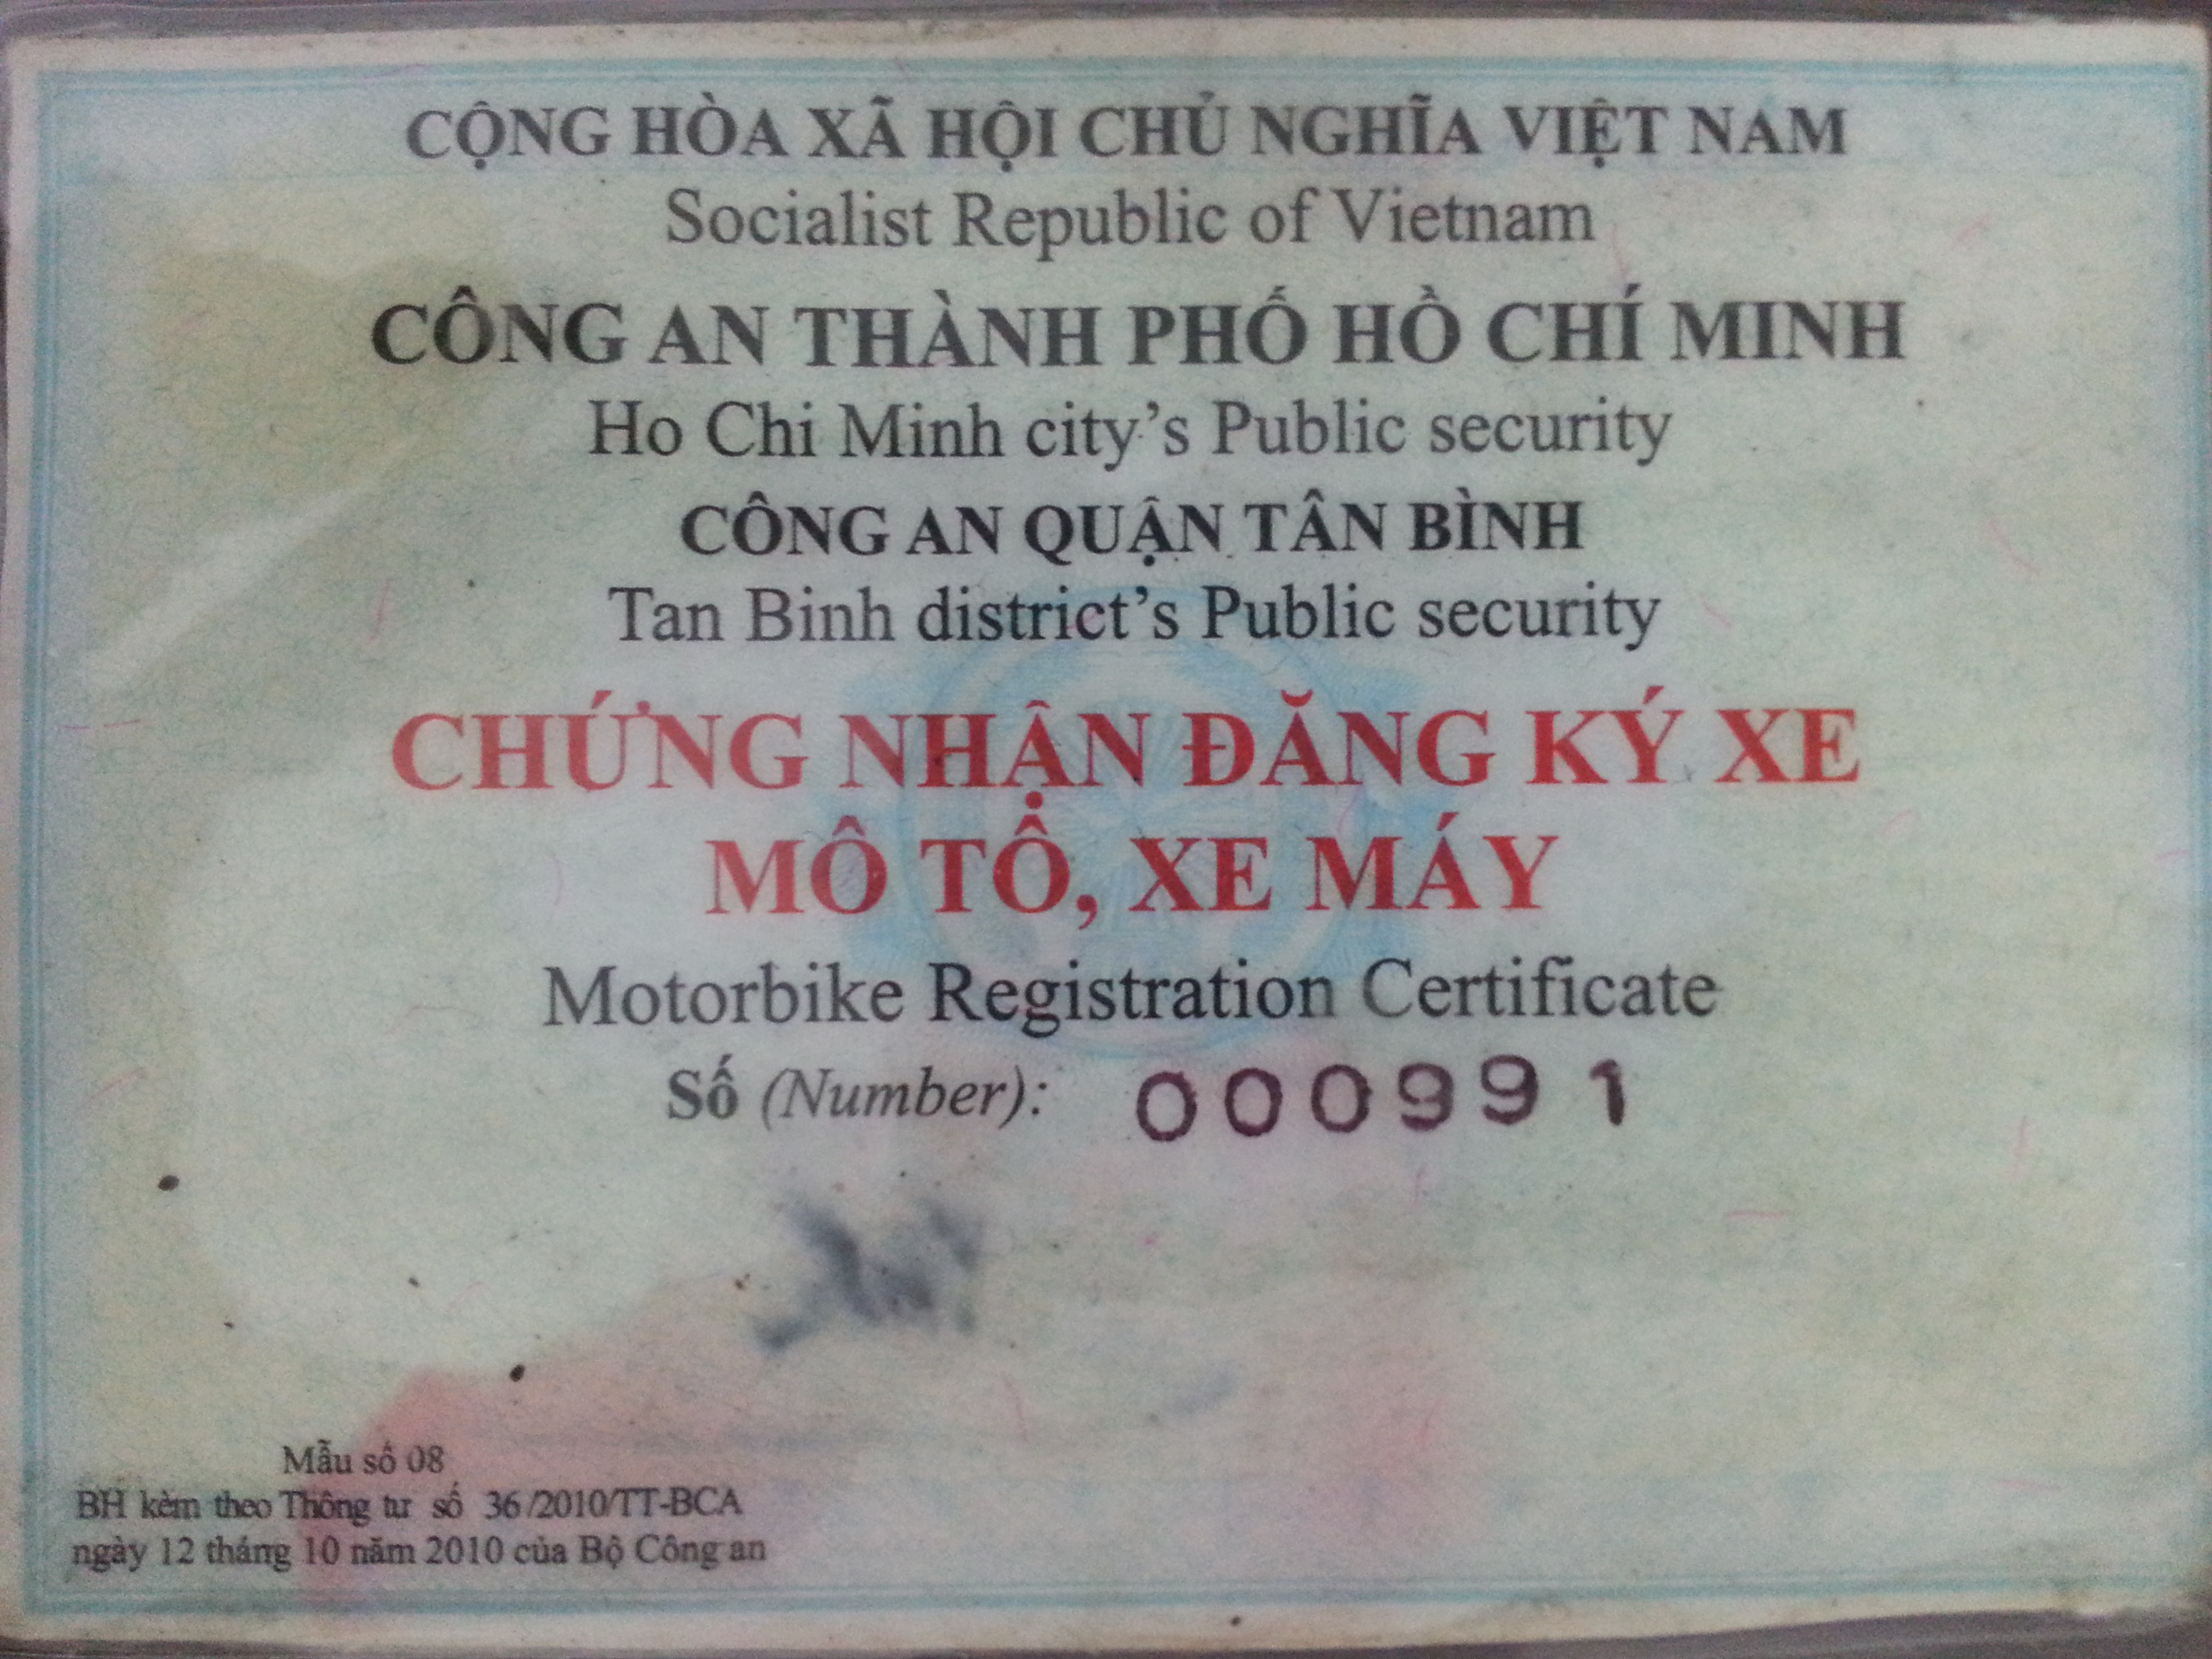 CỘNG HÒA XÃ HỘI CHỦ NGHĨA VIỆT NAM
Socialist Republic of Vietnam
CÔNG AN THÀNH PHỐ HỒ CHÍ MINH
Ho Chi Minh city's Public security
CÔNG AN QUẬN TÂN BÌNH
Tan Binh district's Public security
CHỨNG NHẬN ĐĂNG KÝ XE
MÔ TÔ, XE MÁY
Motorbike Registration Certificate
Số (Number): 000991
Mẫu số 08
BH kèm theo Thông tư số 36/2010/TT-BCA
ngày 12 tháng 10 năm 2010 của Bộ Công an